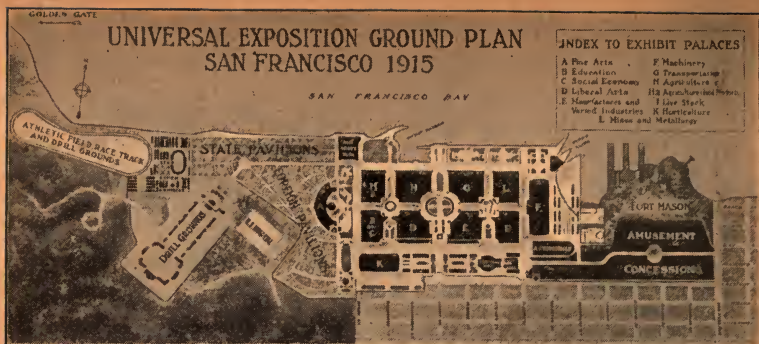 GOLDEN GATE
UNIVERSAL EXPOSITION GROUND PLAN
SAN FRANCISCO 1915
SAN FRANCISCO BAY
INDEX TO EXHIBIT PALACES
A Fine Arts
B Education
C Social Economy
D Liberal Arts
E Manufactures and
Varied Industries
F Machinery
G Transportation
H Agriculture
I Live Stock
K Horticulture
L Mines and Metallurgy
ATHLETIC FIELD RACE TRACK
AND DRILL GROUNDS
STATE PAVILIONS
FOREIGN PAVILIONS
DRILL GROUNDS
FORT MASON
AMUSEMENT
CONCESSIONS
H
G
L
F
D
E
K